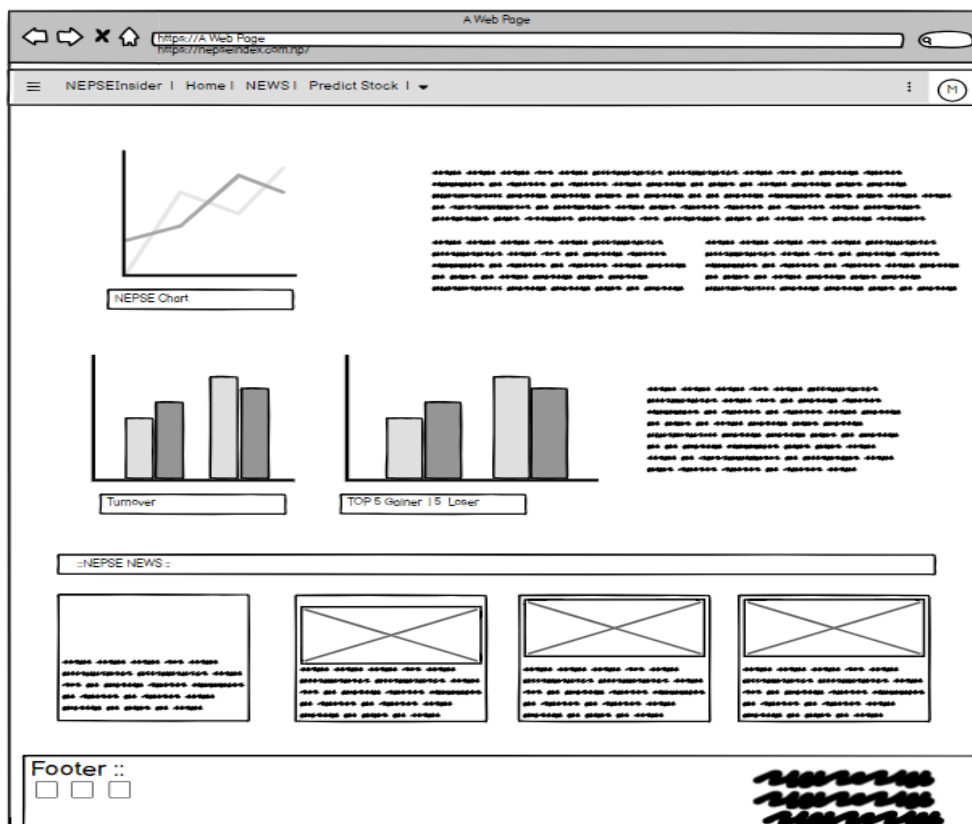 A Web Page
https://A Web Page
https://nepseindex.com.np/
NEPSEInsider | Home | NEWS | Predict Stock |
M
NEPSE Chart
Turnover
TOP 5 Gainer | 5 Loser
::NEPSE NEWS ::
Footer ::